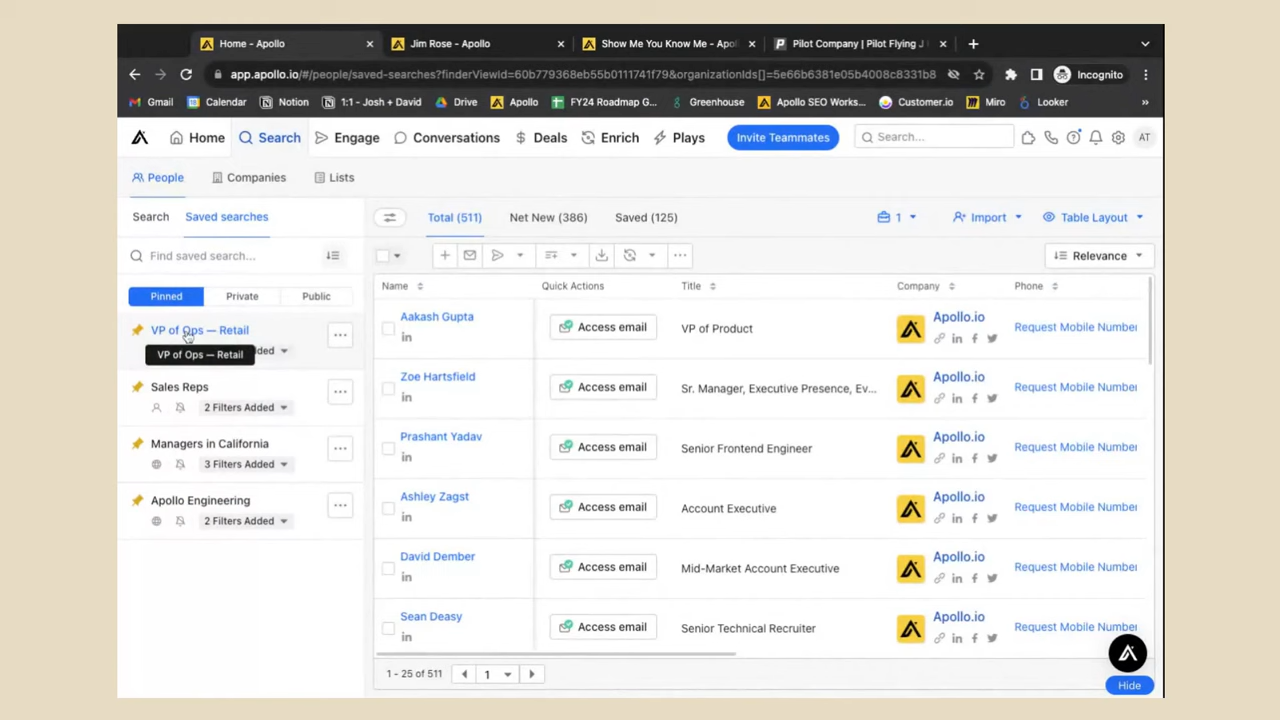 Home - Apollo
Jim Rose - Apollo
Show Me You Know Me - Apol
Pilot Company | Pilot Flying J
app.apollo.io/#/people/saved-searches?finderViewId=60b779368eb55b0111741f79&organizationIds[]=5e66b6381e05b4008c8331b8
Incognito
Gmail
Calendar
Notion
1:1 - Josh + David
Drive
Apollo
FY24 Roadmap G...
Greenhouse
Apollo SEO Works...
Customer.io
Miro
Looker
»
Home
Search
Engage
Conversations
Deals
Enrich
Plays
Invite Teammates
Search...
AT
People
Companies
Lists
Search
Saved searches
Total (511)
Net New (386)
Saved (125)
1
Import
Table Layout
Find saved search...
Relevance
Pinned
Private
Public
VP of Ops — Retail
VP of Ops — Retail
dded
Sales Reps
2 Filters Added
Managers in California
3 Filters Added
Apollo Engineering
2 Filters Added
Name
Quick Actions
Title
Company
Phone
Aakash Gupta
in
Access email
VP of Product
Apollo.io
Request Mobile Number
Zoe Hartsfield
in
Access email
Sr. Manager, Executive Presence, Ev...
Apollo.io
Request Mobile Number
Prashant Yadav
in
Access email
Senior Frontend Engineer
Apollo.io
Request Mobile Number
Ashley Zagst
in
Access email
Account Executive
Apollo.io
Request Mobile Number
David Dember
in
Access email
Mid-Market Account Executive
Apollo.io
Request Mobile Number
Sean Deasy
in
Access email
Senior Technical Recruiter
Apollo.io
Request Mobile Number
1 - 25 of 511
1
Hide